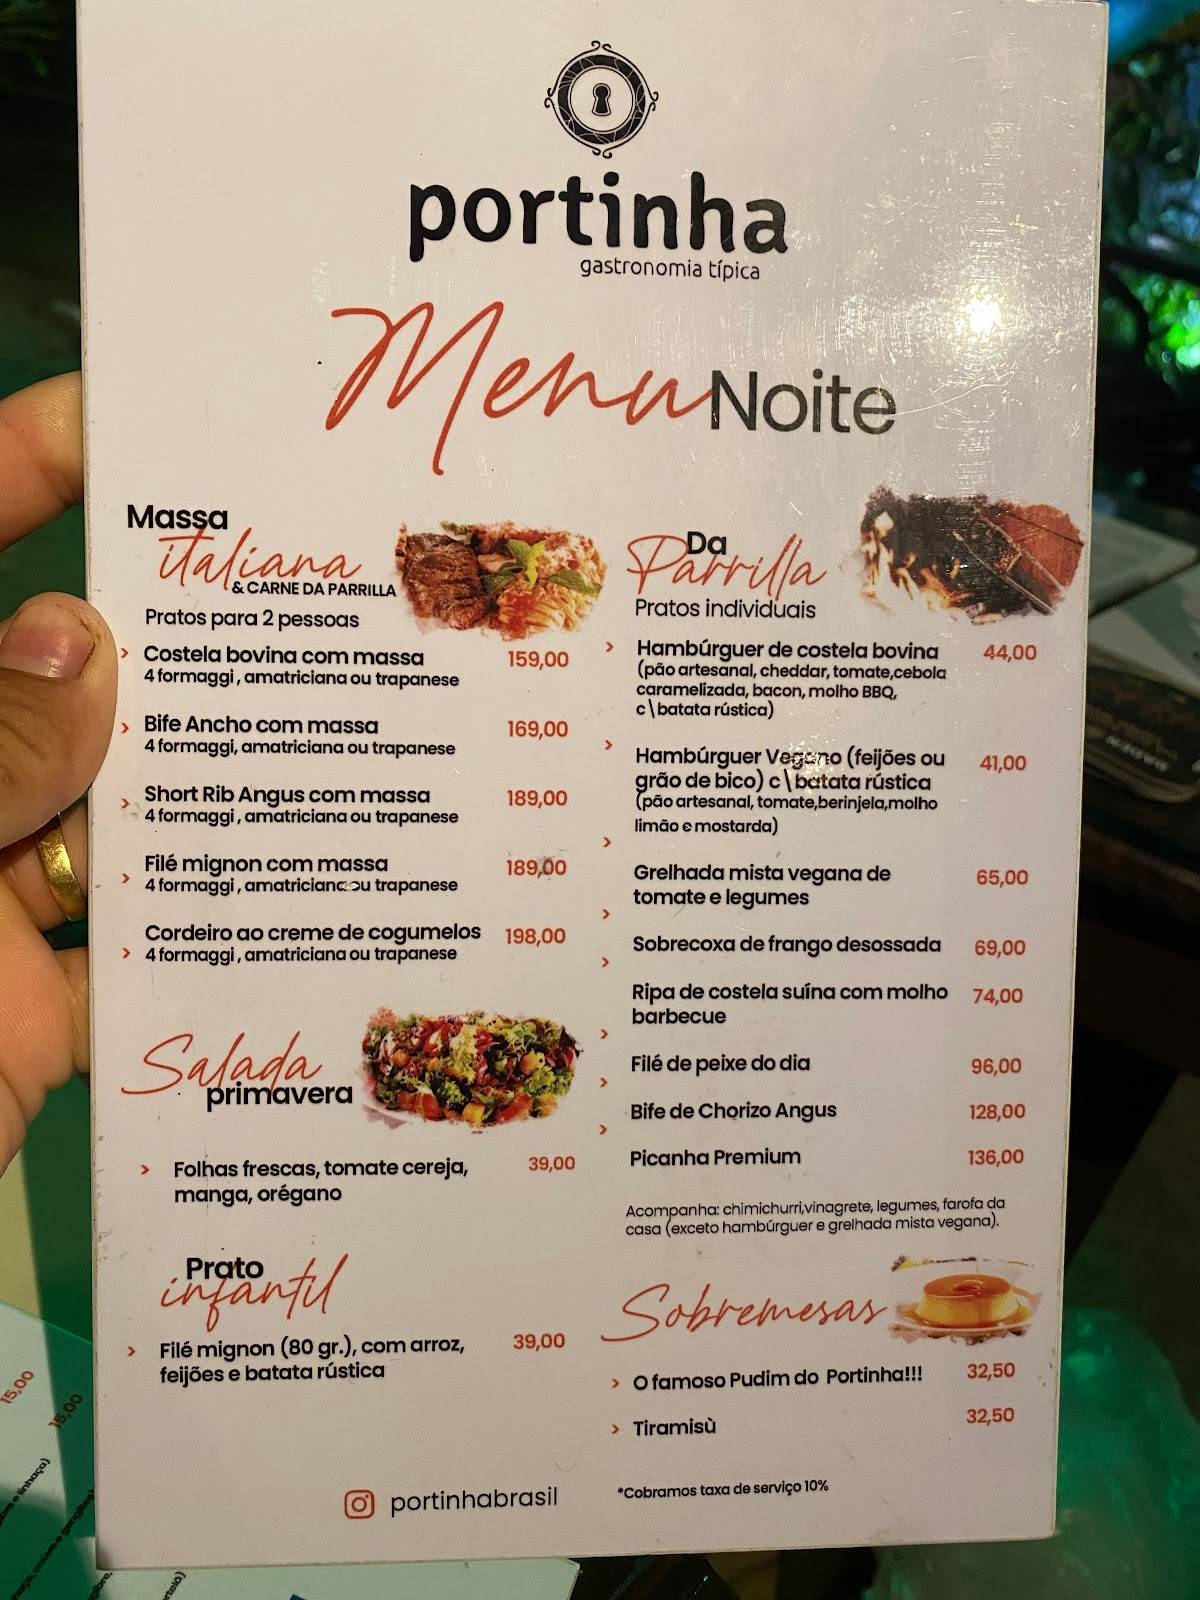 portinha
gastronomia típica
Menu Noite
Massa
italiana
& CARNE DA PARRILLA
Pratos para 2 pessoas
Costela bovina com massa 159,00
4 formaggi , amatriciana ou trapanese
Bife Ancho com massa 169,00
4 formaggi, amatriciana ou trapanese
Short Rib Angus com massa 189,00
4 formaggi , amatriciana ou trapanese
Filé mignon com massa 189,00
4 formaggi , amatriciana ou trapanese
Cordeiro ao creme de cogumelos 198,00
4 formaggi , amatriciana ou trapanese
Salada
primavera
Folhas frescas, tomate cereja, 39,00
manga, orégano
Prato
infantil
Filé mignon (80 gr.), com arroz, 39,00
feijões e batata rústica
Da
Parrilla
Pratos individuais
Hambúrguer de costela bovina 44,00
(pão artesanal, cheddar, tomate,cebola
caramelizada, bacon, molho BBQ,
c\batata rústica)
Hambúrguer Vegano (feijões ou 41,00
grão de bico) c\batata rústica
(pão artesanal, tomate,berinjela,molho
limão e mostarda)
Grelhada mista vegana de 65,00
tomate e legumes
Sobrecoxa de frango desossada 69,00
Ripa de costela suína com molho 74,00
barbecue
Filé de peixe do dia 96,00
Bife de Chorizo Angus 128,00
Picanha Premium 136,00
Acompanha: chimichurri,vinagrete, legumes, farofa da
casa (exceto hambúrguer e grelhada mista vegana).
Sobremesas
O famoso Pudim do Portinha!!! 32,50
Tiramisù 32,50
portinhabrasil
*Cobramos taxa de serviço 10%
15,00
15,00